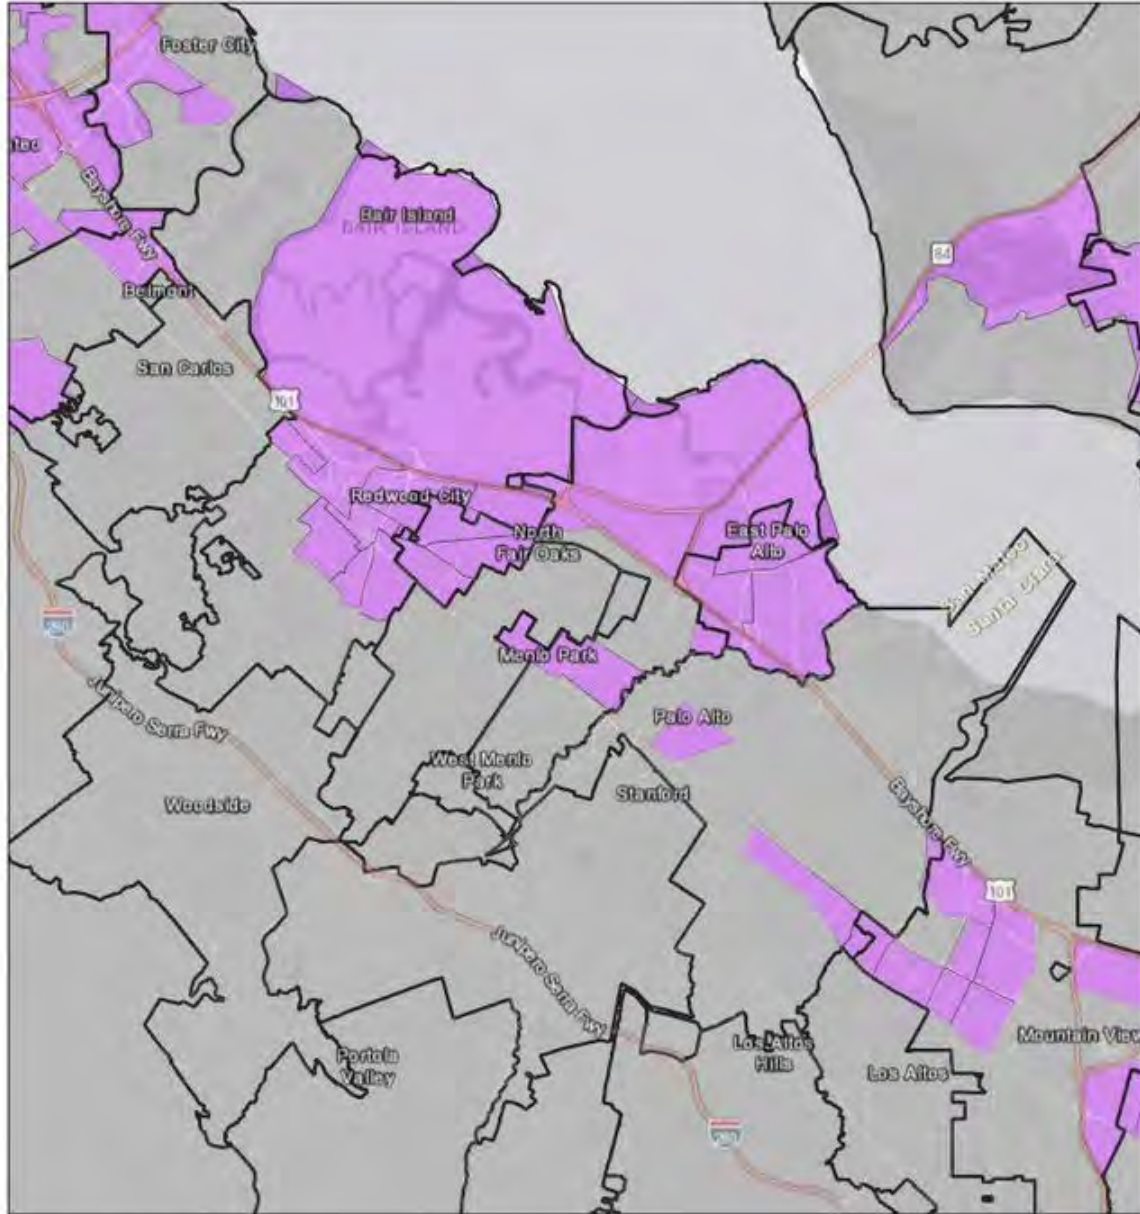 Foster City
Bayshore Fwy
Bair Island
BAIR ISLAND
84
Belmont
San Carlos
101
Redwood City
North
Fair Oaks
East Palo
Alto
San Mateo
Santa Clara
280
Menlo Park
Junipero Serra Fwy
Palo Alto
West Menlo
Park
Stanford
Woodside
Bayshore Fwy
101
Junipero Serra Fwy
Mountain View
Portola
Valley
Los Altos
Hills
Los Altos
280